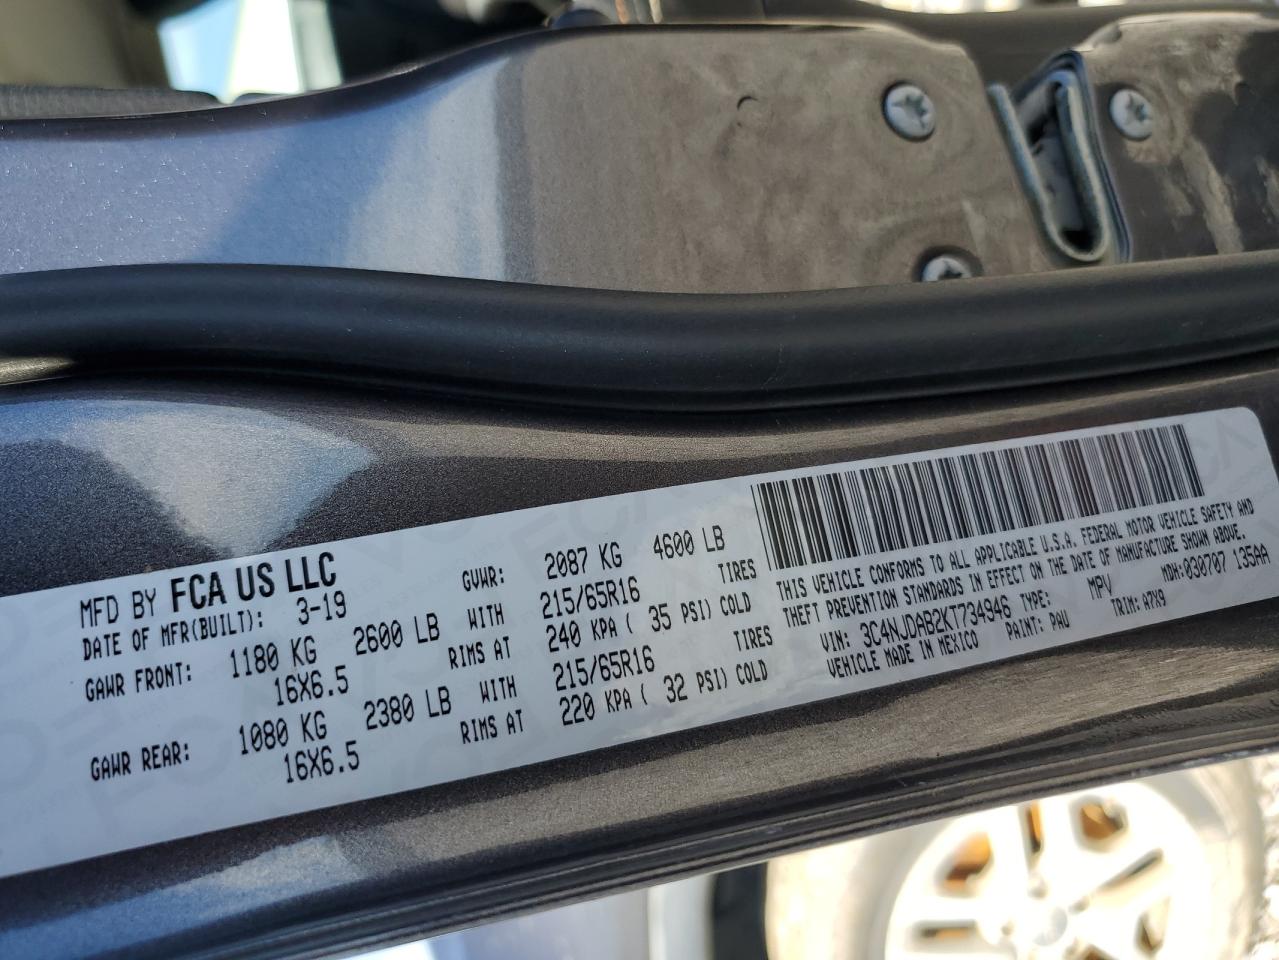 MFD BY FCA US LLC
DATE OF MFR(BUILT): 3-19 GVWR: 2087 KG 4600 LB
GAWR FRONT: 1180 KG 2600 LB WITH 215/65R16 TIRES
16X6.5 RIMS AT 240 KPA ( 35 PSI) COLD
GAWR REAR: 1080 KG 2380 LB WITH 215/65R16 TIRES
16X6.5 RIMS AT 220 KPA ( 32 PSI) COLD
THIS VEHICLE CONFORMS TO ALL APPLICABLE U.S.A. FEDERAL MOTOR VEHICLE SAFETY AND
THEFT PREVENTION STANDARDS IN EFFECT ON THE DATE OF MANUFACTURE SHOWN ABOVE.
VIN: 3C4NJDAB2KT734946 TYPE: MPV MDH:030707 135AA
VEHICLE MADE IN MEXICO PAINT: PAU TRIM: A7X9